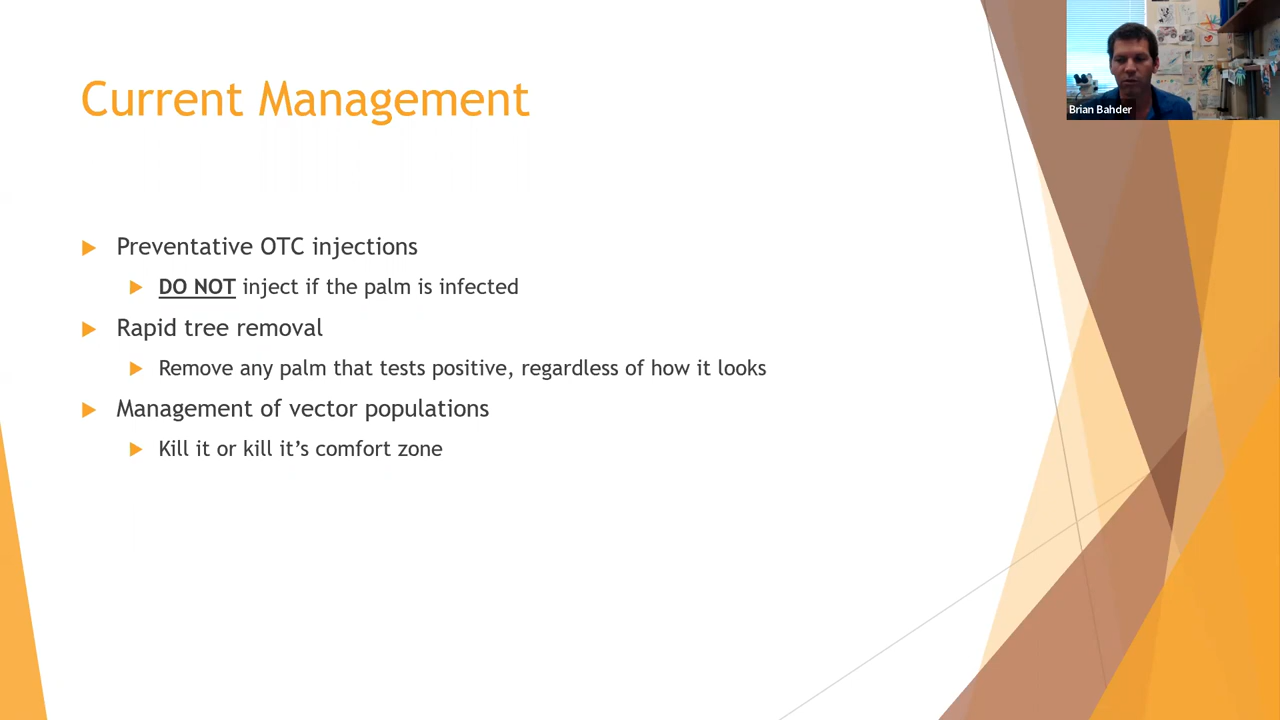 Current Management
Brian Bahder
Preventative OTC injections
DO NOT inject if the palm is infected
Rapid tree removal
Remove any palm that tests positive, regardless of how it looks
Management of vector populations
Kill it or kill it’s comfort zone